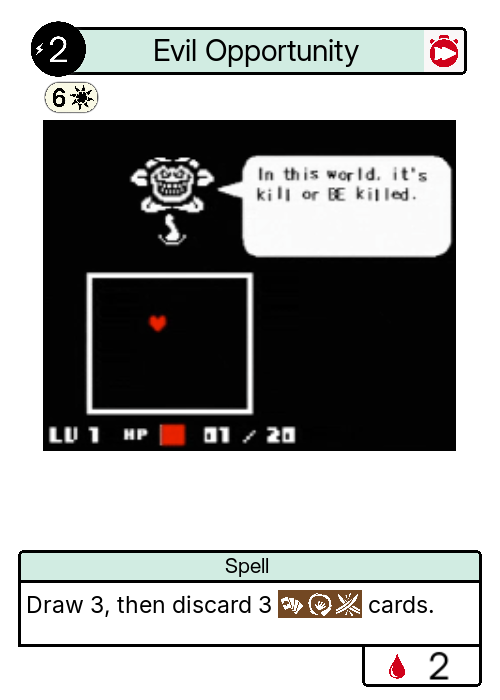 2
Evil Opportunity
6
In this world, it's
kill or BE killed.
LV 1 HP 01 / 20
Spell
Draw 3, then discard 3 cards.
2